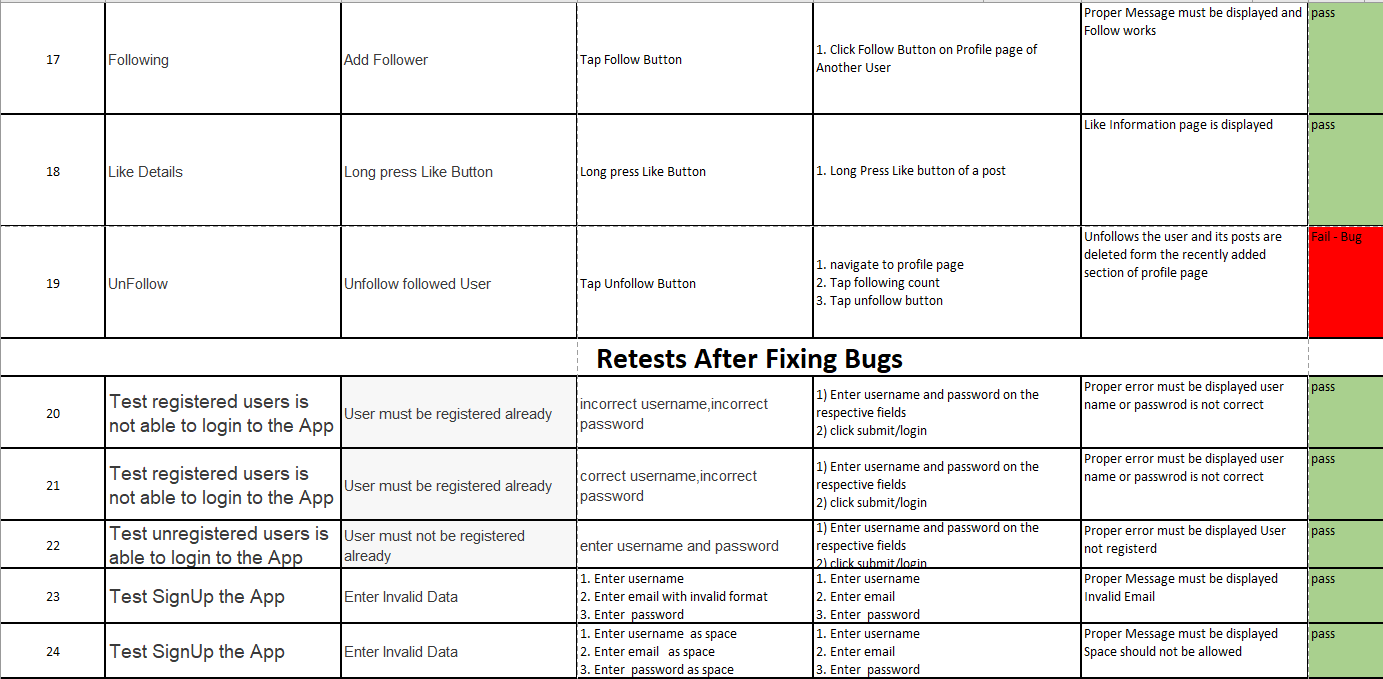 17
Following
Add Follower
Tap Follow Button
1. Click Follow Button on Profile page of
Another User
Proper Message must be displayed and
Follow works
pass
18
Like Details
Long press Like Button
Long press Like Button
1. Long Press Like button of a post
Like Information page is displayed
pass
19
UnFollow
Unfollow followed User
Tap Unfollow Button
1. navigate to profile page
2. Tap following count
3. Tap unfollow button
Unfollows the user and its posts are
deleted form the recently added
section of profile page
Fail - Bug
Retests After Fixing Bugs
20
Test registered users is
not able to login to the App
User must be registered already
incorrect username,incorrect
password
1) Enter username and password on the
respective fields
2) click submit/login
Proper error must be displayed user
name or passwrod is not correct
pass
21
Test registered users is
not able to login to the App
User must be registered already
correct username,incorrect
password
1) Enter username and password on the
respective fields
2) click submit/login
Proper error must be displayed user
name or passwrod is not correct
pass
22
Test unregistered users is
able to login to the App
User must not be registered
already
enter username and password
1) Enter username and password on the
respective fields
2) click submit/login
Proper error must be displayed User
not registerd
pass
23
Test SignUp the App
Enter Invalid Data
1. Enter username
2. Enter email with invalid format
3. Enter  password
1. Enter username
2. Enter email
3. Enter  password
Proper Message must be displayed
Invalid Email
pass
24
Test SignUp the App
Enter Invalid Data
1. Enter username  as space
2. Enter email   as space
3. Enter  password as space
1. Enter username
2. Enter email
3. Enter  password
Proper Message must be displayed
Space should not be allowed
pass